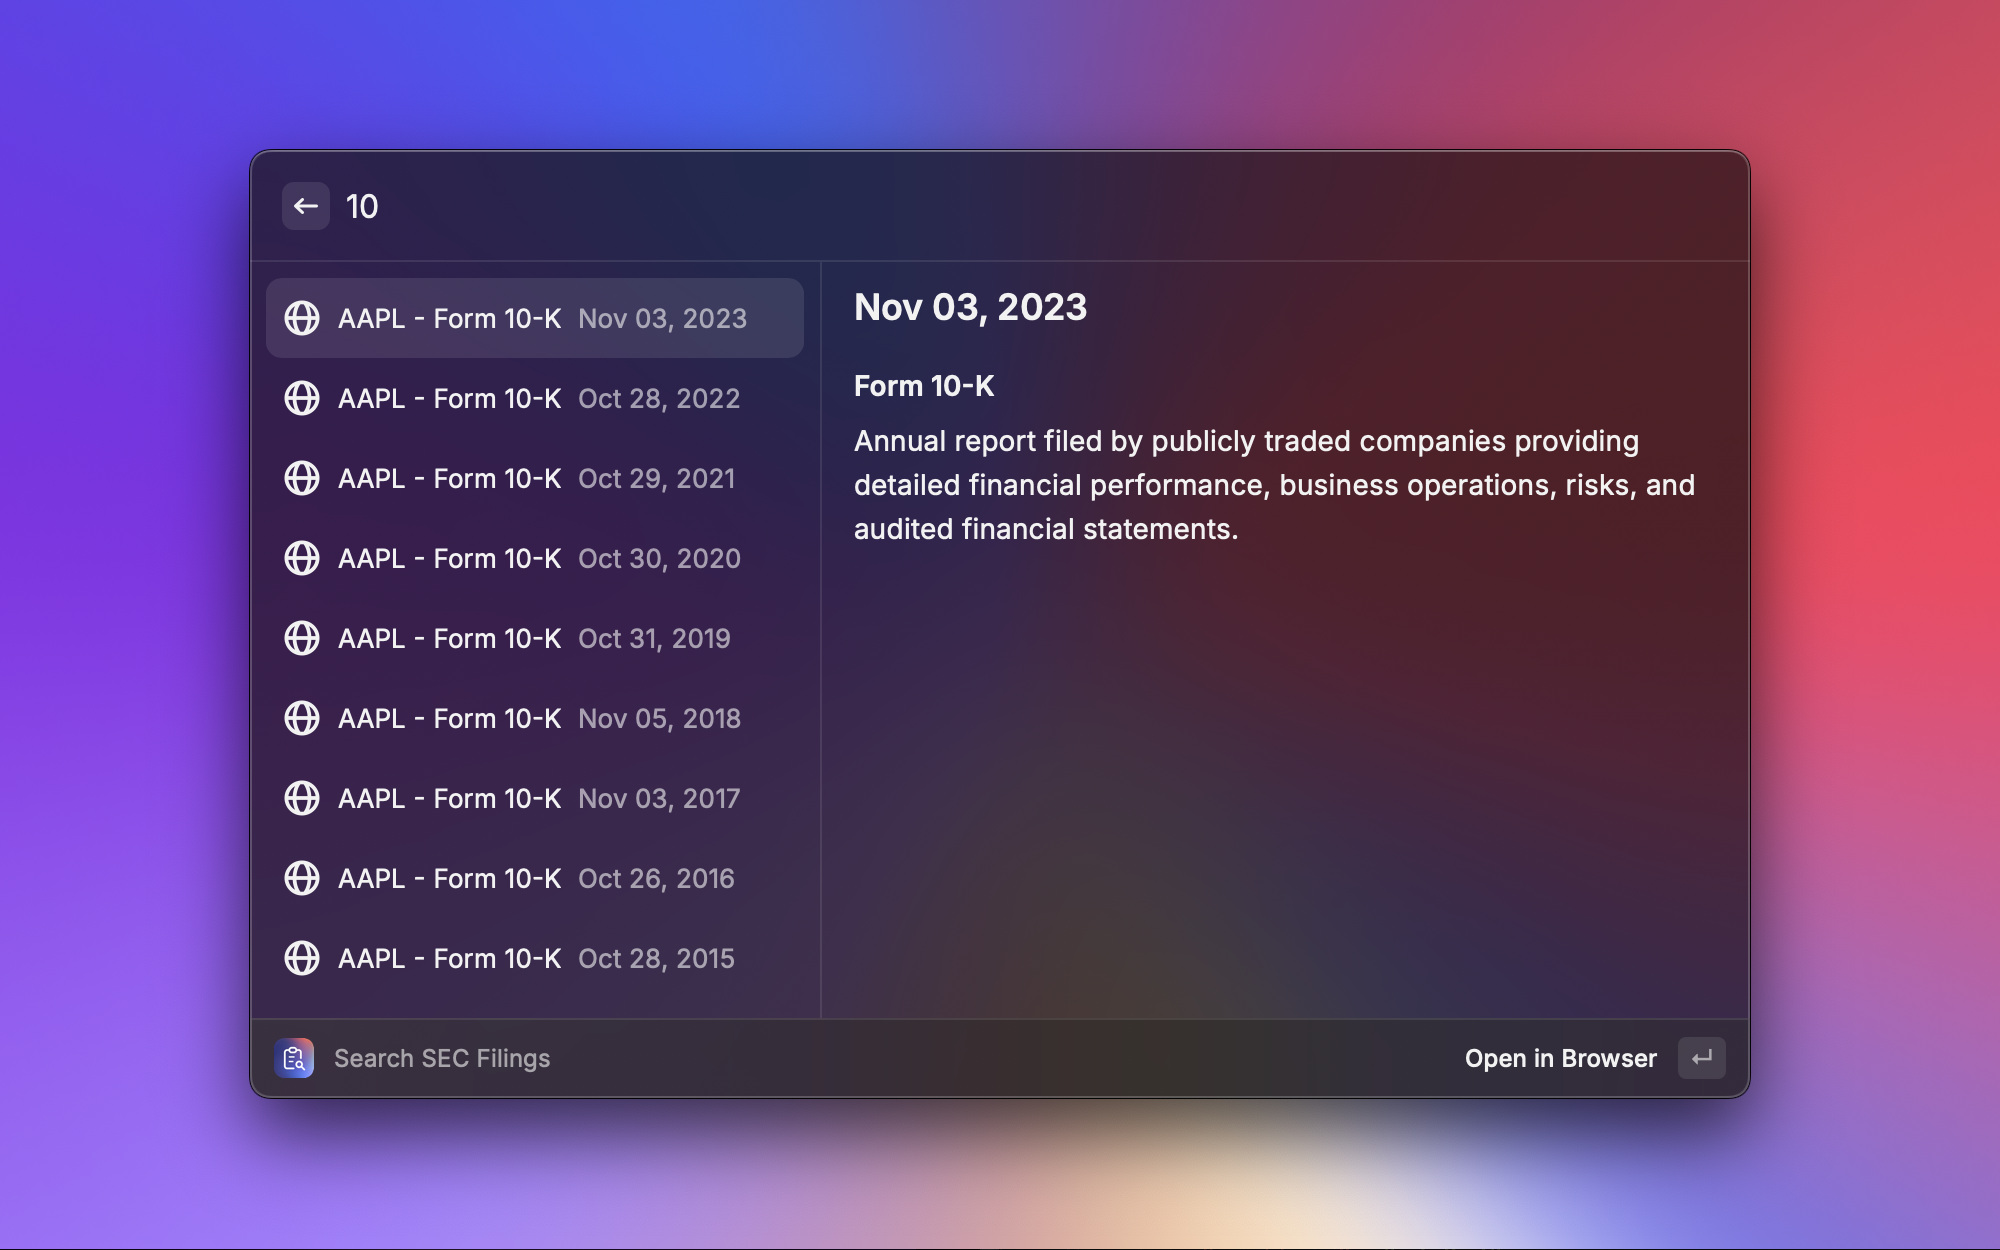 10
AAPL - Form 10-K Nov 03, 2023
AAPL - Form 10-K Oct 28, 2022
AAPL - Form 10-K Oct 29, 2021
AAPL - Form 10-K Oct 30, 2020
AAPL - Form 10-K Oct 31, 2019
AAPL - Form 10-K Nov 05, 2018
AAPL - Form 10-K Nov 03, 2017
AAPL - Form 10-K Oct 26, 2016
AAPL - Form 10-K Oct 28, 2015
Nov 03, 2023
Form 10-K
Annual report filed by publicly traded companies providing
detailed financial performance, business operations, risks, and
audited financial statements.
Search SEC Filings
Open in Browser